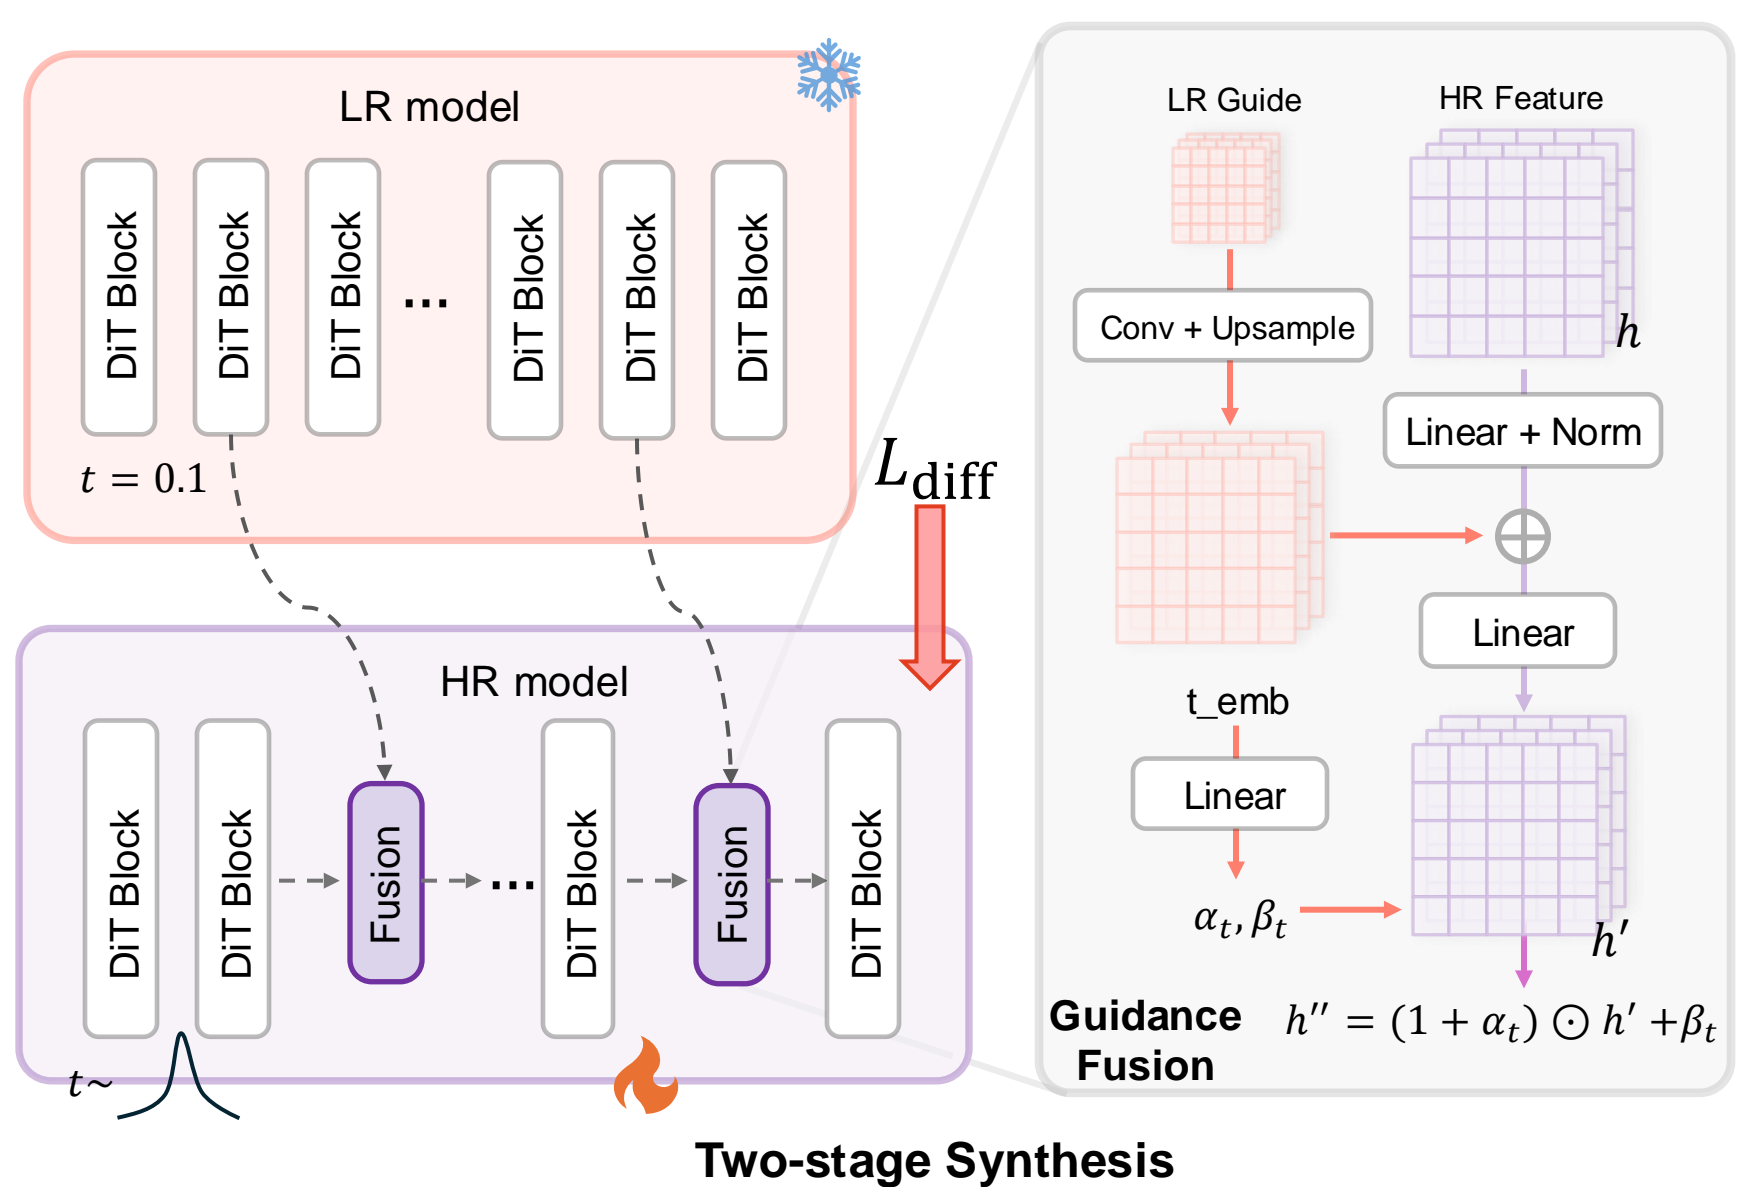 LR model
DiT Block
DiT Block
DiT Block
...
DiT Block
DiT Block
DiT Block
t = 0.1
L_diff
HR model
DiT Block
DiT Block
Fusion
...
DiT Block
Fusion
DiT Block
t~
LR Guide
HR Feature
h
Conv + Upsample
Linear + Norm
Linear
t_emb
Linear
α_t, β_t
h′
Guidance
Fusion
h′′ = (1 + α_t) ⊙ h′ + β_t
Two-stage Synthesis